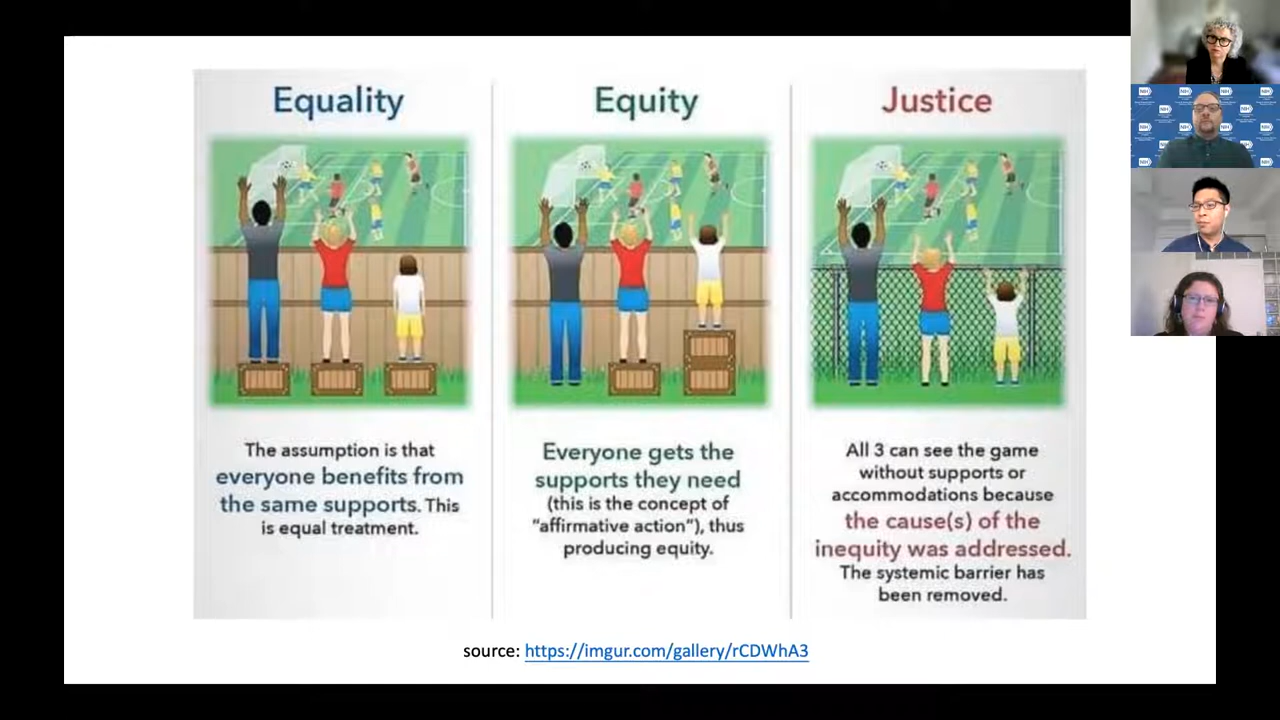 Equality
The assumption is that
everyone benefits from
the same supports. This
is equal treatment.
Equity
Everyone gets the
supports they need
(this is the concept of
"affirmative action"), thus
producing equity.
Justice
All 3 can see the game
without supports or
accommodations because
the cause(s) of the
inequity was addressed.
The systemic barrier has
been removed.
source: https://imgur.com/gallery/rCDWhA3
NIH